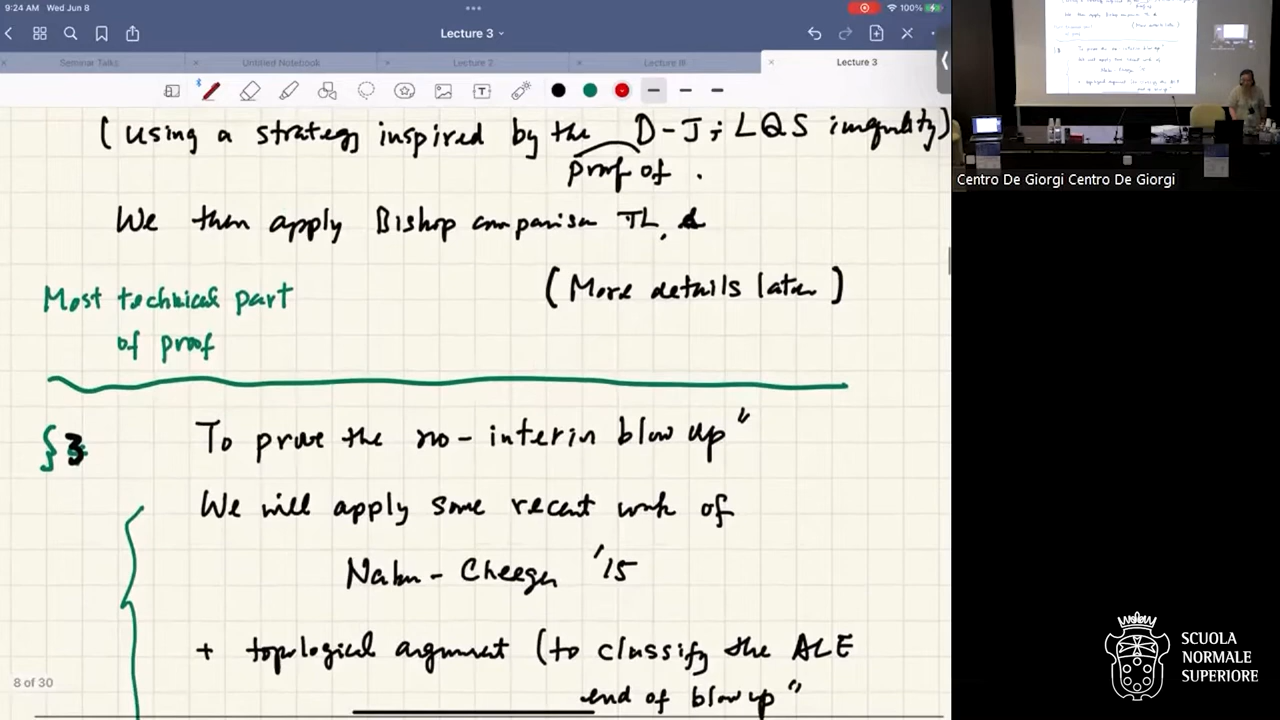 9:24 AM Wed Jun 8
100%
Lecture 3
Seminar Talks
Untitled Notebook
Lecture 2
Lecture III
Lecture 3
(Using a strategy inspired by the D-J; LQS inequality)
proof of .
We then apply Bishop comparison Th.
(More details later)
Most technical part
of proof
§3
To prove the no-interior blow up"
We will apply some recent work of
Naber - Cheeger '15
+ topological argument (to classify the ALE
end of blow up"
8 of 30
Centro De Giorgi Centro De Giorgi
SCUOLA
NORMALE
SUPERIORE